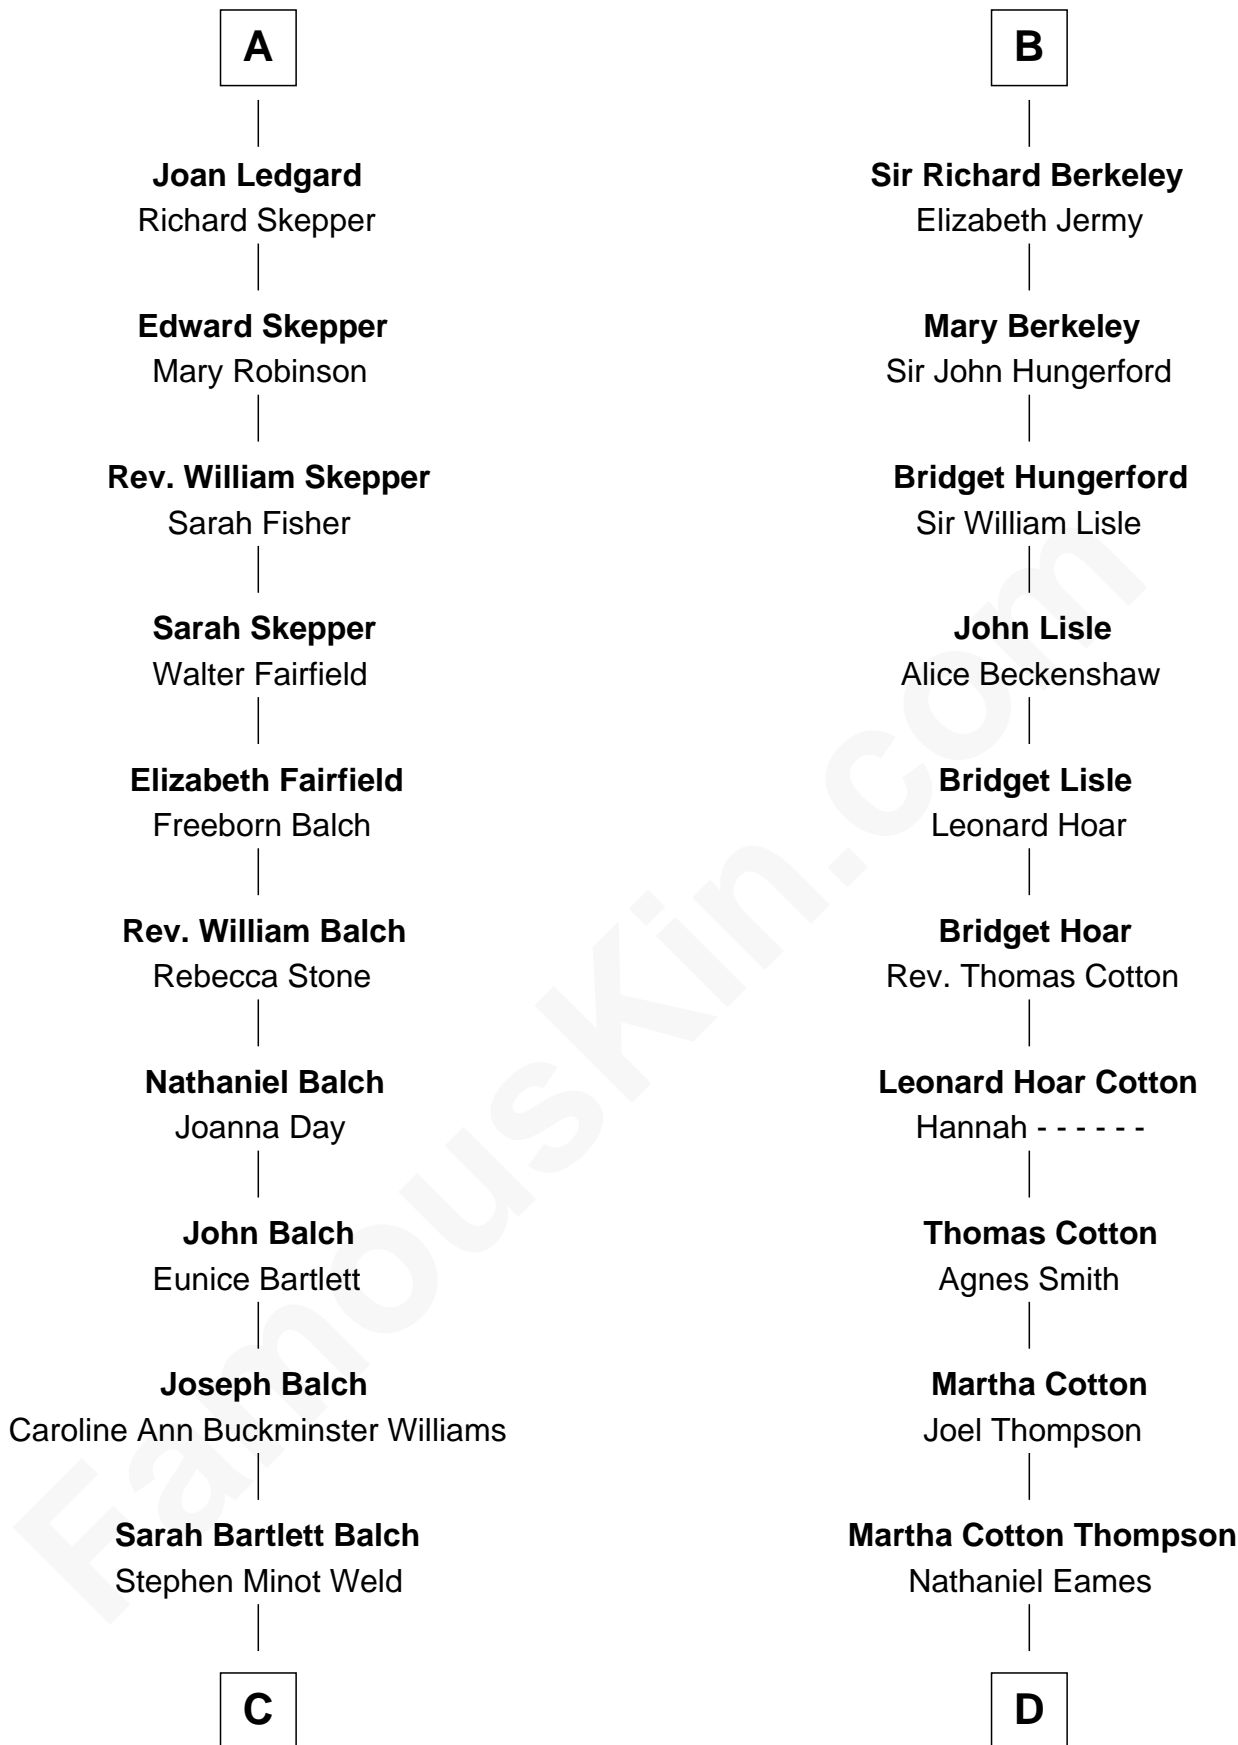 A
Joan Ledgard
Richard Skepper
Edward Skepper
Mary Robinson
Rev. William Skepper
Sarah Fisher
Sarah Skepper
Walter Fairfield
Elizabeth Fairfield
Freeborn Balch
Rev. William Balch
Rebecca Stone
Nathaniel Balch
Joanna Day
John Balch
Eunice Bartlett
Joseph Balch
Caroline Ann Buckminster Williams
Sarah Bartlett Balch
Stephen Minot Weld
C
B
Sir Richard Berkeley
Elizabeth Jermy
Mary Berkeley
Sir John Hungerford
Bridget Hungerford
Sir William Lisle
John Lisle
Alice Beckenshaw
Bridget Lisle
Leonard Hoar
Bridget Hoar
Rev. Thomas Cotton
Leonard Hoar Cotton
Hannah - - - - - -
Thomas Cotton
Agnes Smith
Martha Cotton
Joel Thompson
Martha Cotton Thompson
Nathaniel Eames
D
FamousKin.com